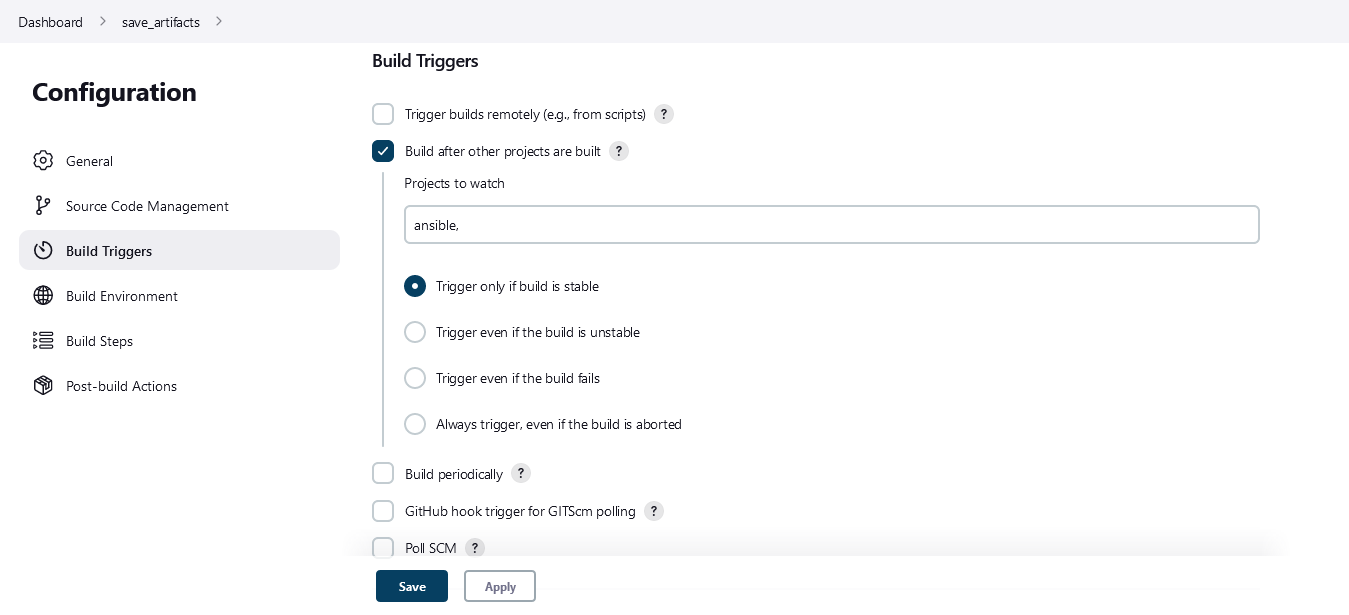 Dashboard > save_artifacts >
Configuration
General
Source Code Management
Build Triggers
Build Environment
Build Steps
Post-build Actions
Build Triggers
Trigger builds remotely (e.g., from scripts) ?
Build after other projects are built ?
Projects to watch
ansible,
Trigger only if build is stable
Trigger even if the build is unstable
Trigger even if the build fails
Always trigger, even if the build is aborted
Build periodically ?
GitHub hook trigger for GITScm polling ?
Poll SCM ?
Save Apply